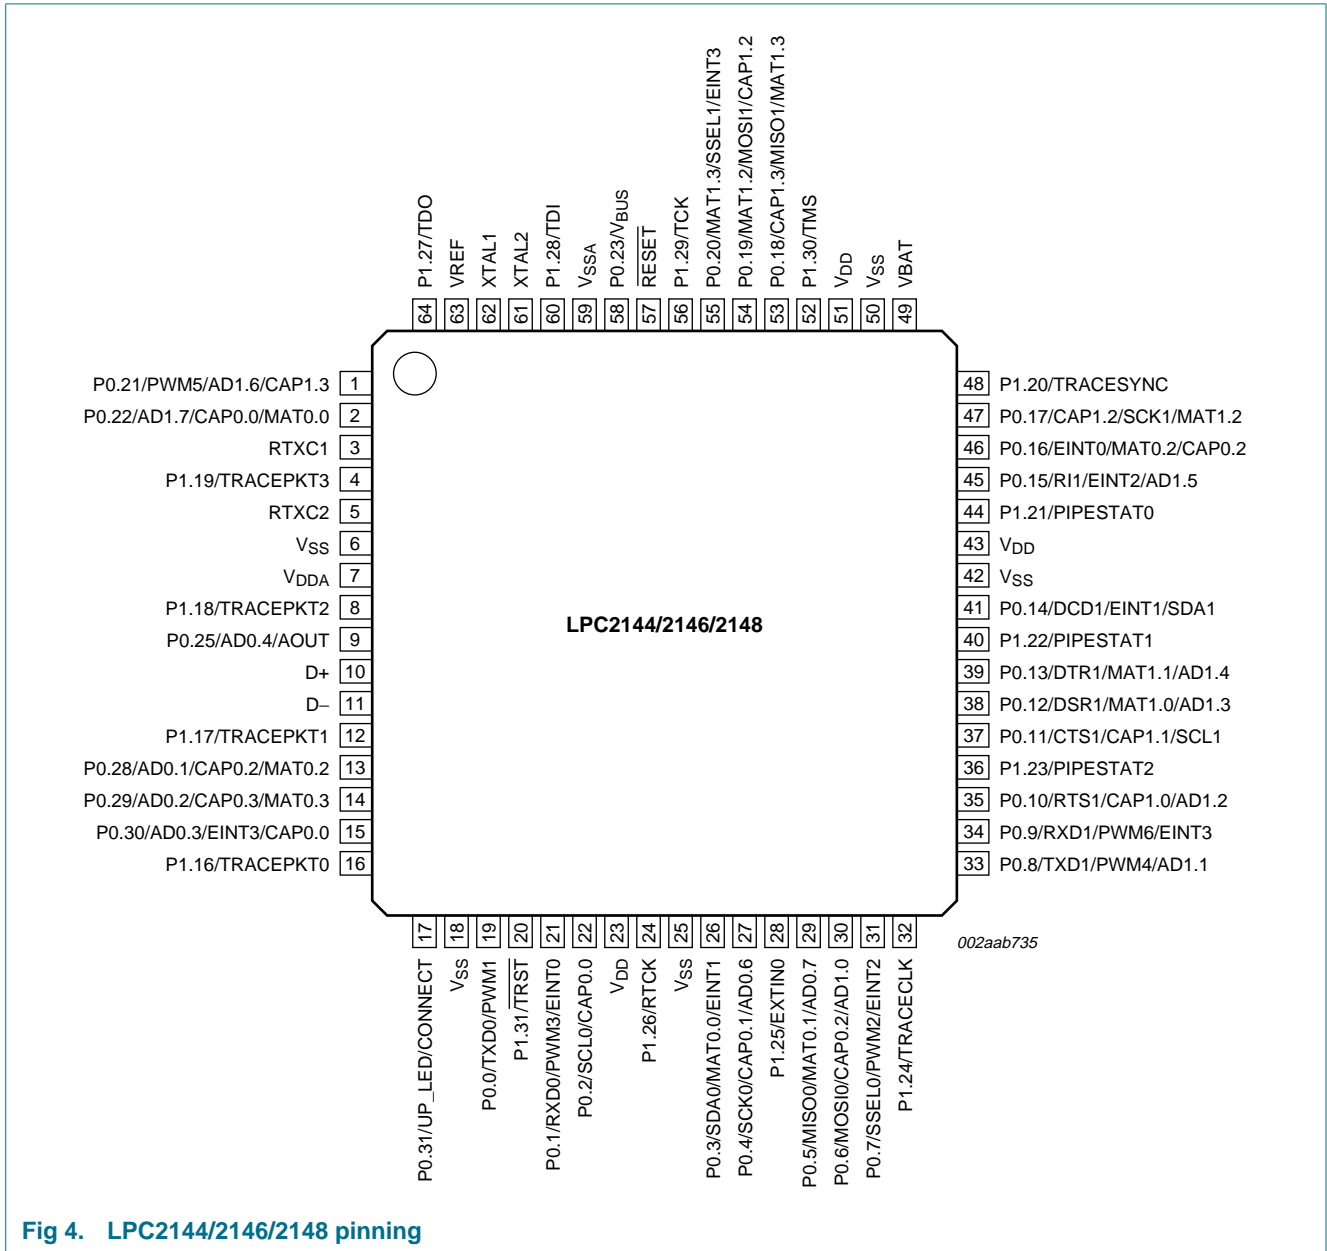 64 P1.27/TDO
63 VREF
62 XTAL1
61 XTAL2
60 P1.28/TDI
59 VSSA
58 P0.23/VBUS
57 RESET
56 P1.29/TCK
55 P0.20/MAT1.3/SSEL1/EINT3
54 P0.19/MAT1.2/MOSI1/CAP1.2
53 P0.18/CAP1.3/MISO1/MAT1.3
52 P1.30/TMS
51 VDD
50 VSS
49 VBAT
P0.21/PWM5/AD1.6/CAP1.3 1
P0.22/AD1.7/CAP0.0/MAT0.0 2
RTXC1 3
P1.19/TRACEPKT3 4
RTXC2 5
VSS 6
VDDA 7
P1.18/TRACEPKT2 8
P0.25/AD0.4/AOUT 9
D+ 10
D− 11
P1.17/TRACEPKT1 12
P0.28/AD0.1/CAP0.2/MAT0.2 13
P0.29/AD0.2/CAP0.3/MAT0.3 14
P0.30/AD0.3/EINT3/CAP0.0 15
P1.16/TRACEPKT0 16
LPC2144/2146/2148
48 P1.20/TRACESYNC
47 P0.17/CAP1.2/SCK1/MAT1.2
46 P0.16/EINT0/MAT0.2/CAP0.2
45 P0.15/RI1/EINT2/AD1.5
44 P1.21/PIPESTAT0
43 VDD
42 VSS
41 P0.14/DCD1/EINT1/SDA1
40 P1.22/PIPESTAT1
39 P0.13/DTR1/MAT1.1/AD1.4
38 P0.12/DSR1/MAT1.0/AD1.3
37 P0.11/CTS1/CAP1.1/SCL1
36 P1.23/PIPESTAT2
35 P0.10/RTS1/CAP1.0/AD1.2
34 P0.9/RXD1/PWM6/EINT3
33 P0.8/TXD1/PWM4/AD1.1
P0.31/UP_LED/CONNECT 17
VSS 18
P0.0/TXD0/PWM1 19
P1.31/TRST 20
P0.1/RXD0/PWM3/EINT0 21
P0.2/SCL0/CAP0.0 22
VDD 23
P1.26/RTCK 24
VSS 25
P0.3/SDA0/MAT0.0/EINT1 26
P0.4/SCK0/CAP0.1/AD0.6 27
P1.25/EXTIN0 28
P0.5/MISO0/MAT0.1/AD0.7 29
P0.6/MOSI0/CAP0.2/AD1.0 30
P0.7/SSEL0/PWM2/EINT2 31
P1.24/TRACECLK 32
002aab735
Fig 4. LPC2144/2146/2148 pinning